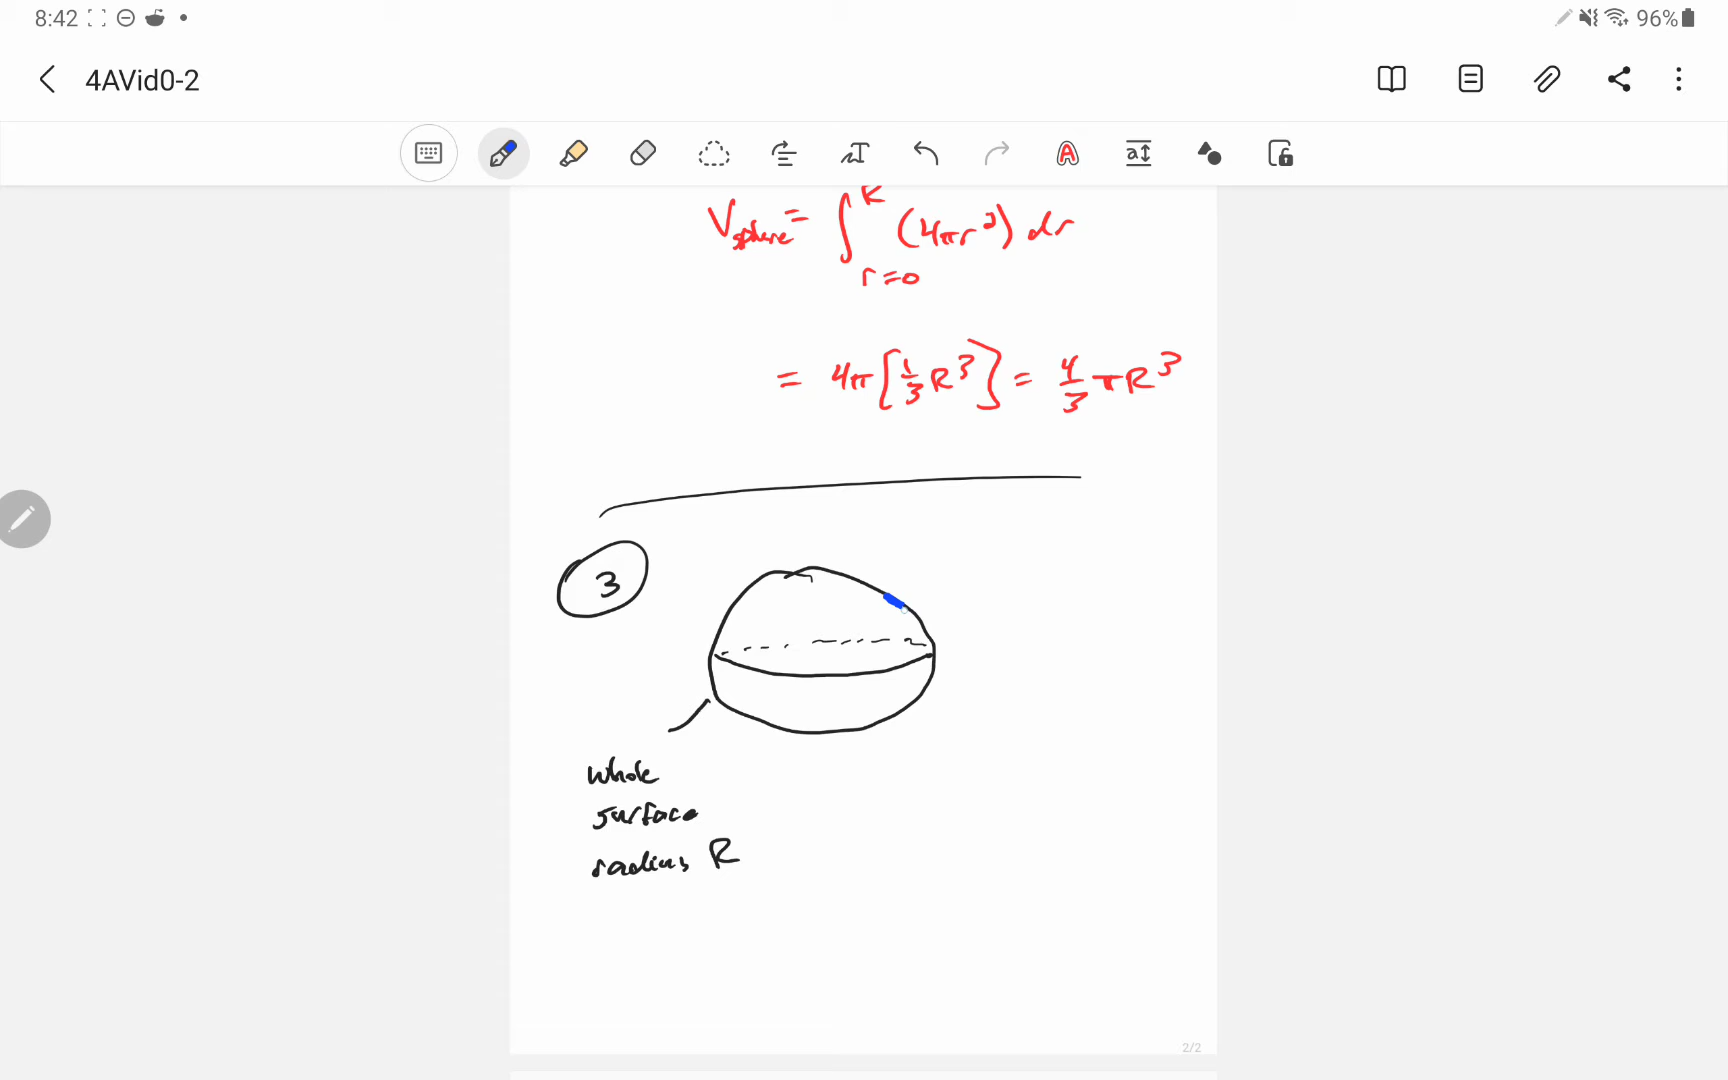 8:42
96%
4AVid0-2
V_sphere = ∫_{r=0}^{R} (4πr²) dr
= 4π[⅓R³] = 4/3 πR³
3
whole
surface
radius R
2/2